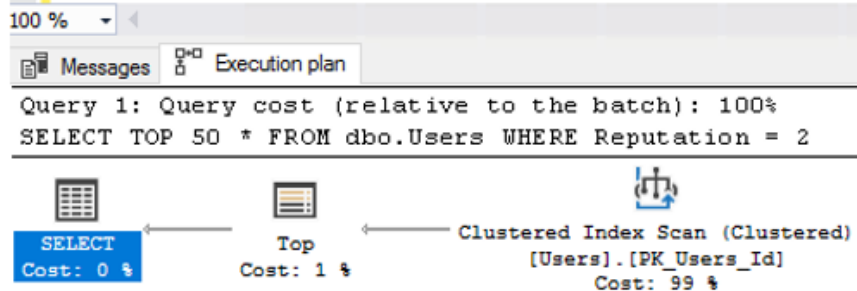 100 %
Messages Execution plan
Query 1: Query cost (relative to the batch): 100%
SELECT TOP 50 * FROM dbo.Users WHERE Reputation = 2
SELECT
Cost: 0 %
Top
Cost: 1 %
Clustered Index Scan (Clustered)
[Users].[PK_Users_Id]
Cost: 99 %